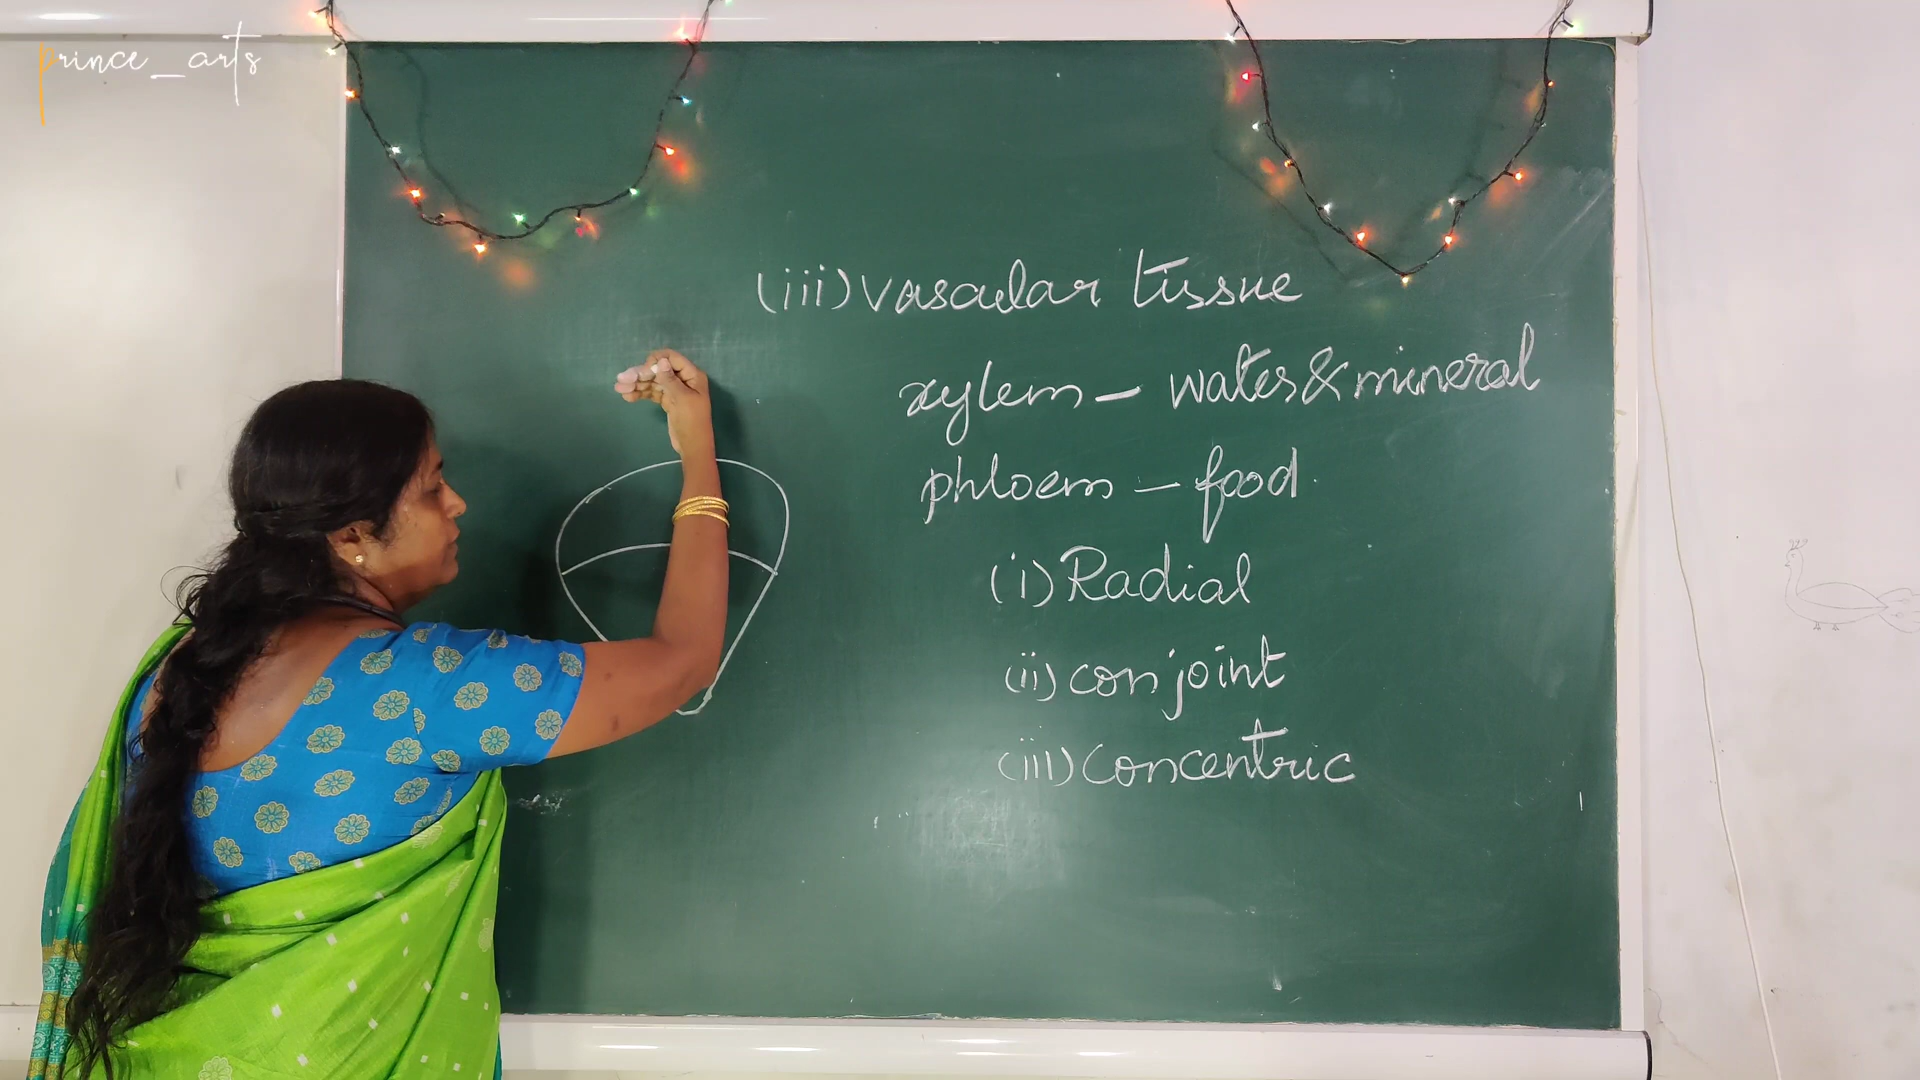 prince_arts
(iii) vascular tissue
xylem - water & mineral
phloem - food
(i) Radial
(ii) conjoint
(iii) concentric